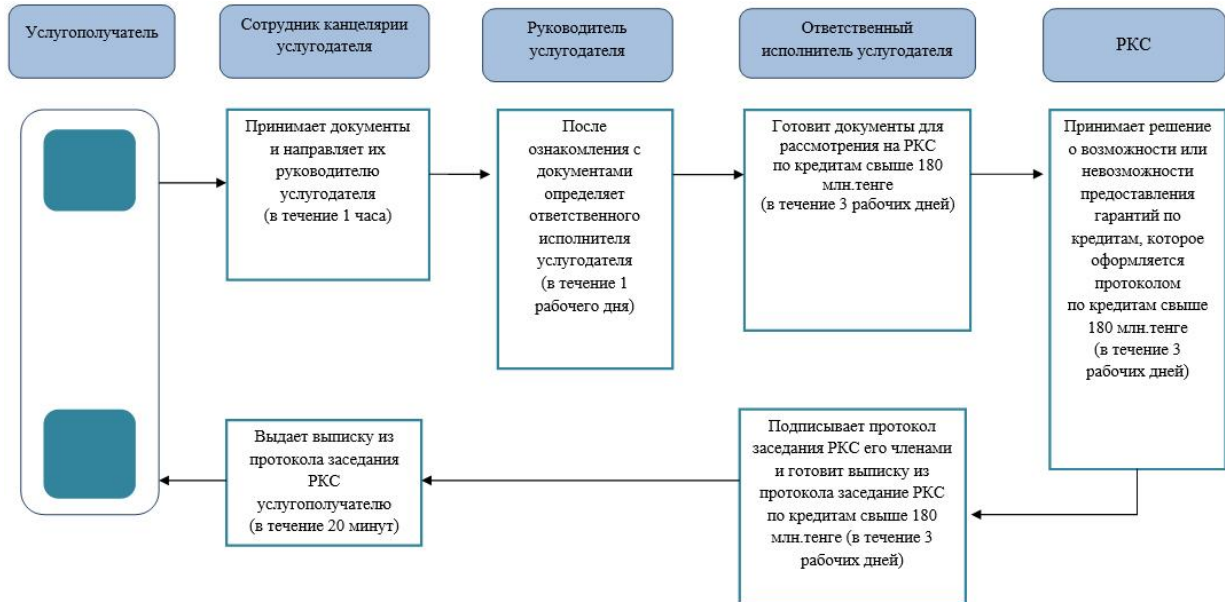 Услугополучатель
Сотрудник канцелярии
услугодателя
Руководитель
услугодателя
Ответственный
исполнитель услугодателя
РКС
Принимает документы
и направляет их
руководителю
услугодателя
(в течение 1 часа)
После
ознакомления с
документами
определяет
ответственного
исполнителя
услугодателя
(в течение 1
рабочего дня)
Готовит документы для
рассмотрения на РКС
по кредитам свыше 180
млн.тенге
(в течение 3 рабочих дней)
Принимает решение
о возможности или
невозможности
предоставления
гарантий по
кредитам, которое
оформляется
протоколом
по кредитам свыше
180 млн.тенге
(в течение 3
рабочих дней)
Выдает выписку из
протокола заседания
РКС
услугополучателю
(в течение 20 минут)
Подписывает протокол
заседания РКС его членами
и готовит выписку из
протокола заседание РКС
по кредитам свыше 180
млн.тенге (в течение 3
рабочих дней)